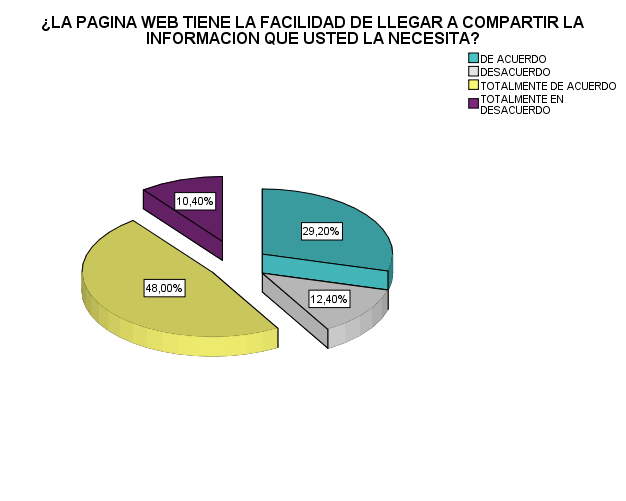 ¿LA PAGINA WEB TIENE LA FACILIDAD DE LLEGAR A COMPARTIR LA
INFORMACION QUE USTED LA NECESITA?
DE ACUERDO
DESACUERDO
TOTALMENTE DE ACUERDO
TOTALMENTE EN
DESACUERDO
10,40%
29,20%
48,00%
12,40%